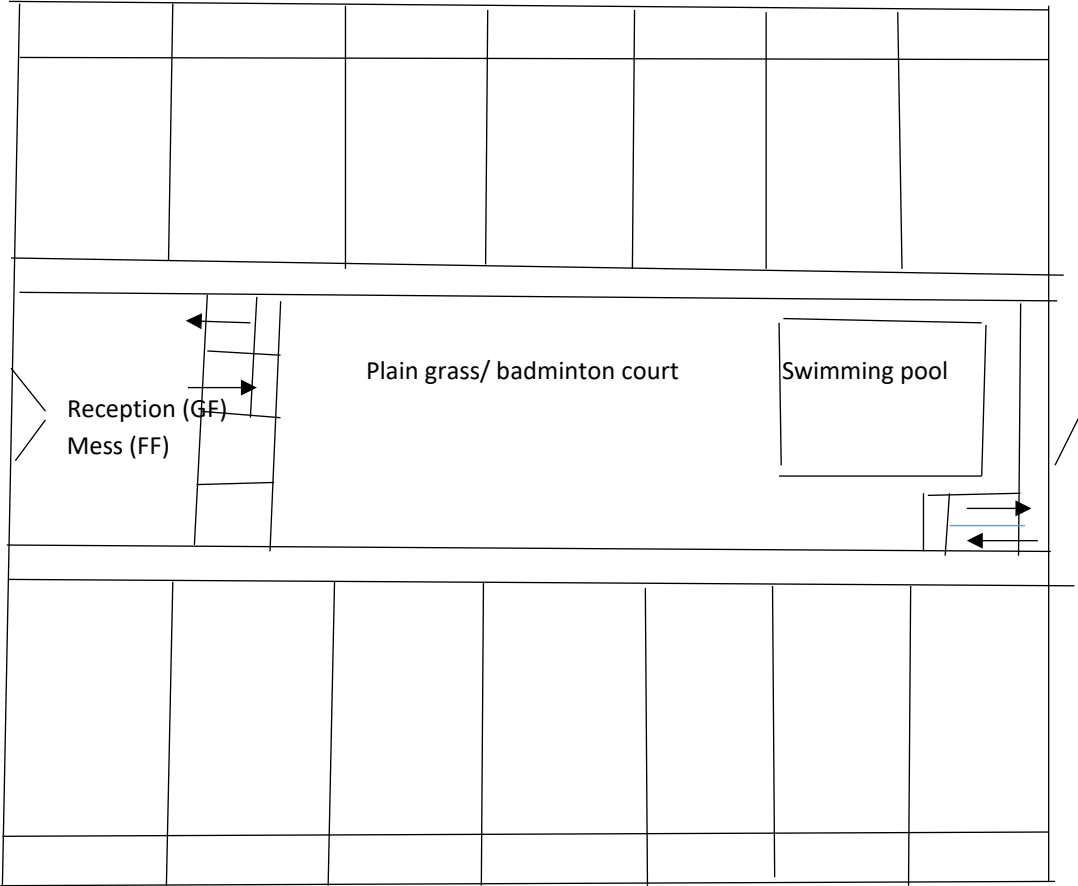 Plain grass/ badminton court
Swimming pool
Reception (GF)
Mess (FF)